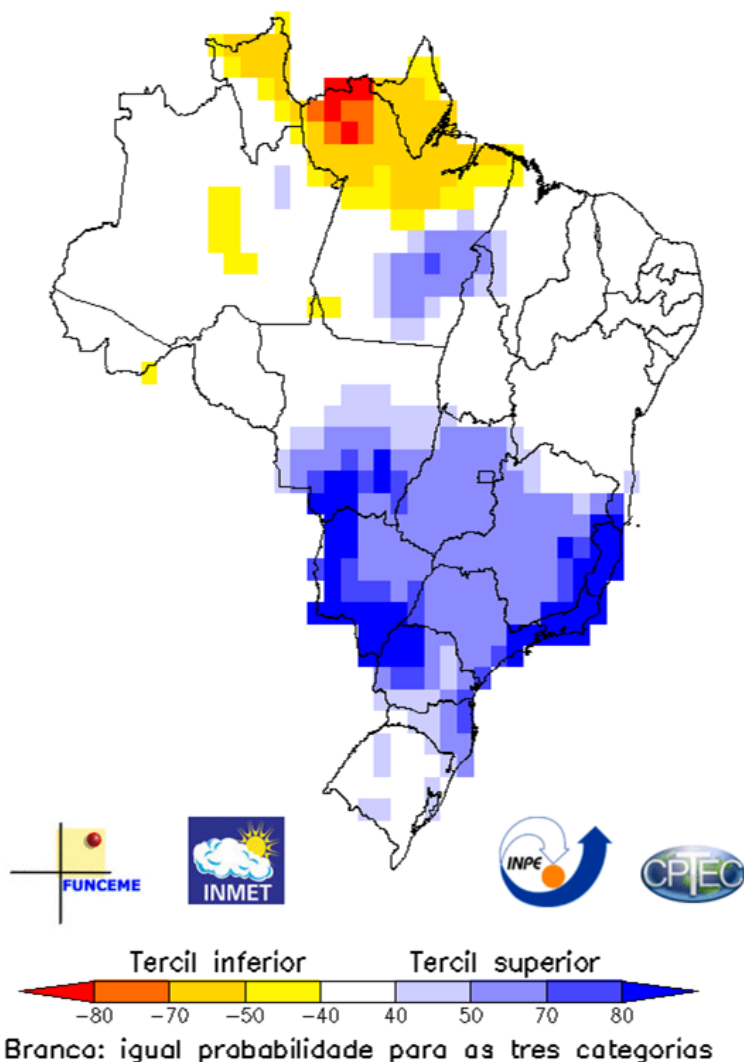 FUNCEME
INMET
INPE
CPTEC
Tercil inferior Tercil superior
-80 -70 -50 -40 40 50 70 80
Branco: igual probabilidade para as tres categorias